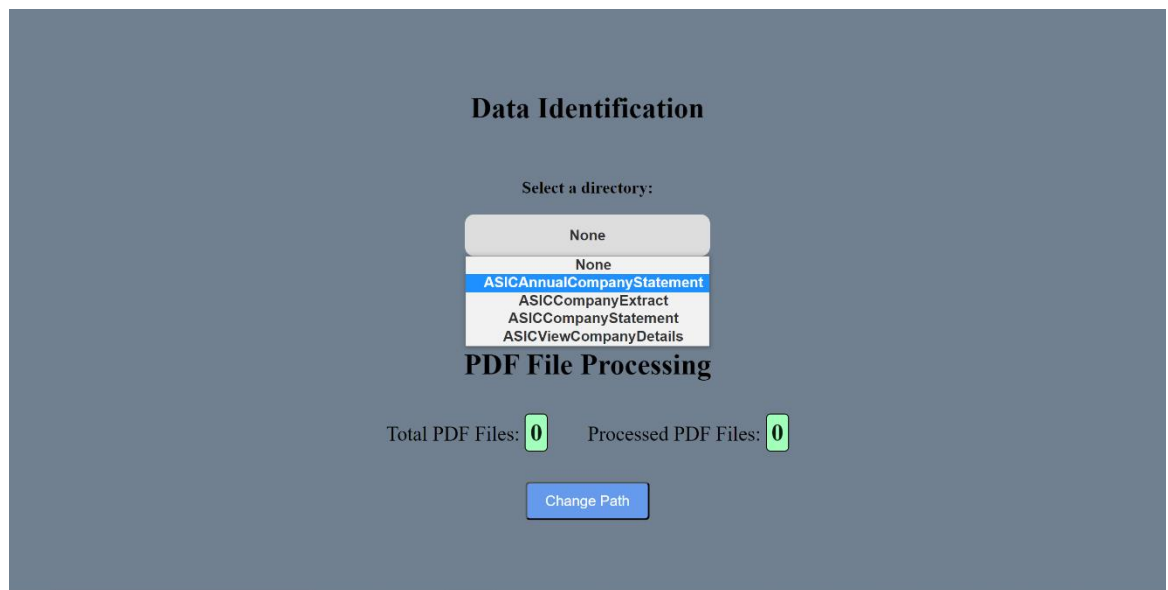 Data Identification
Select a directory:
None
None
ASICAnnualCompanyStatement
ASICCompanyExtract
ASICCompanyStatement
ASICViewCompanyDetails
PDF File Processing
Total PDF Files: 0 Processed PDF Files: 0
Change Path